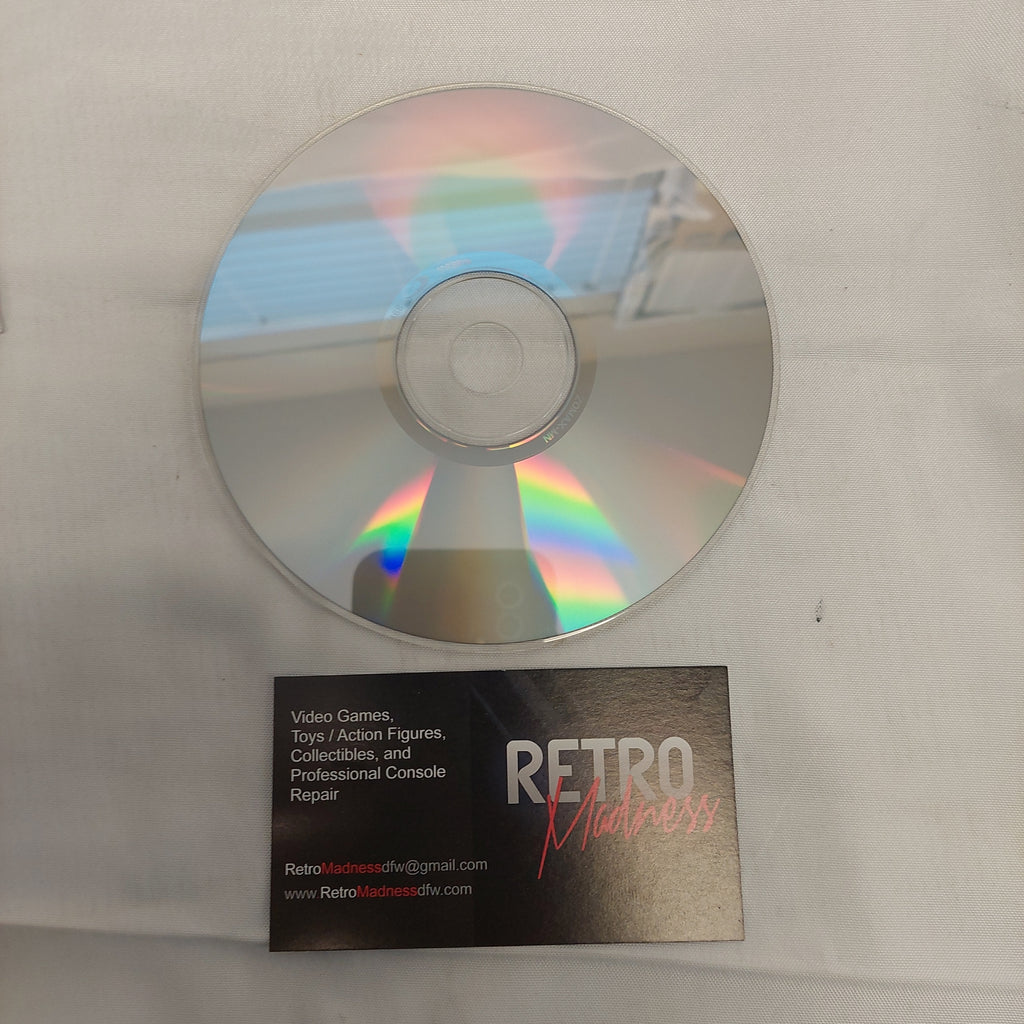 Video Games,
Toys / Action Figures,
Collectibles, and
Professional Console
Repair
RETRO
Madness
RetroMadnessdfw@gmail.com
www.RetroMadnessdfw.com